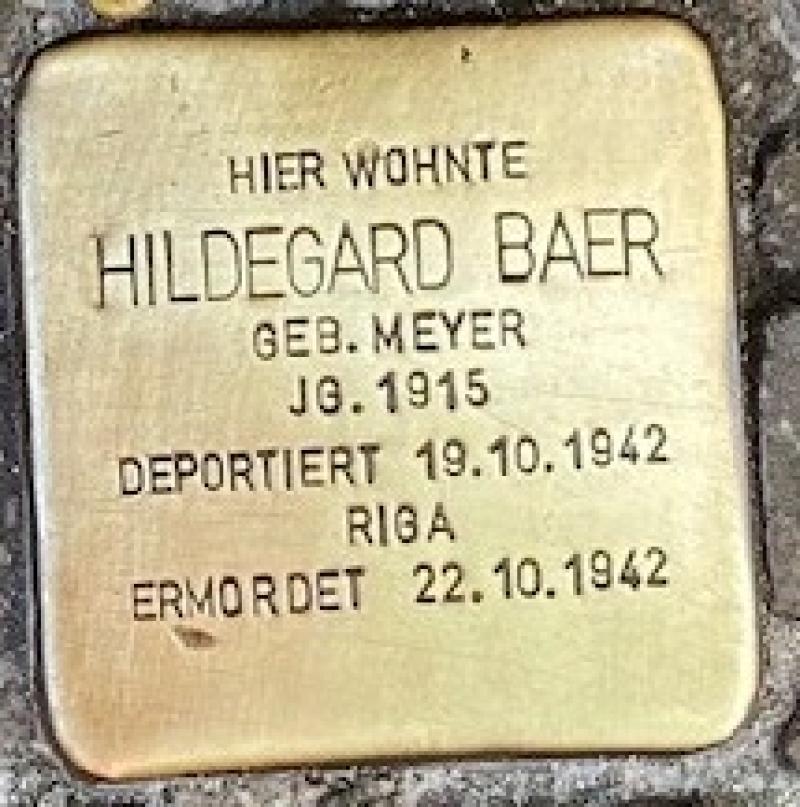 HIER WOHNTE
HILDEGARD BAER
GEB. MEYER
JG. 1915
DEPORTIERT 19.10.1942
RIGA
ERMORDET 22.10.1942